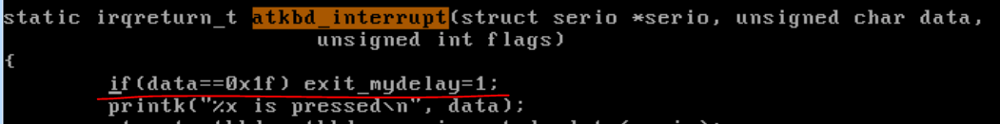 static irqreturn_t atkbd_interrupt(struct serio *serio, unsigned char data,
unsigned int flags)
{
if(data==0x1f) exit_mydelay=1;
printk("%x is pressed\n", data);